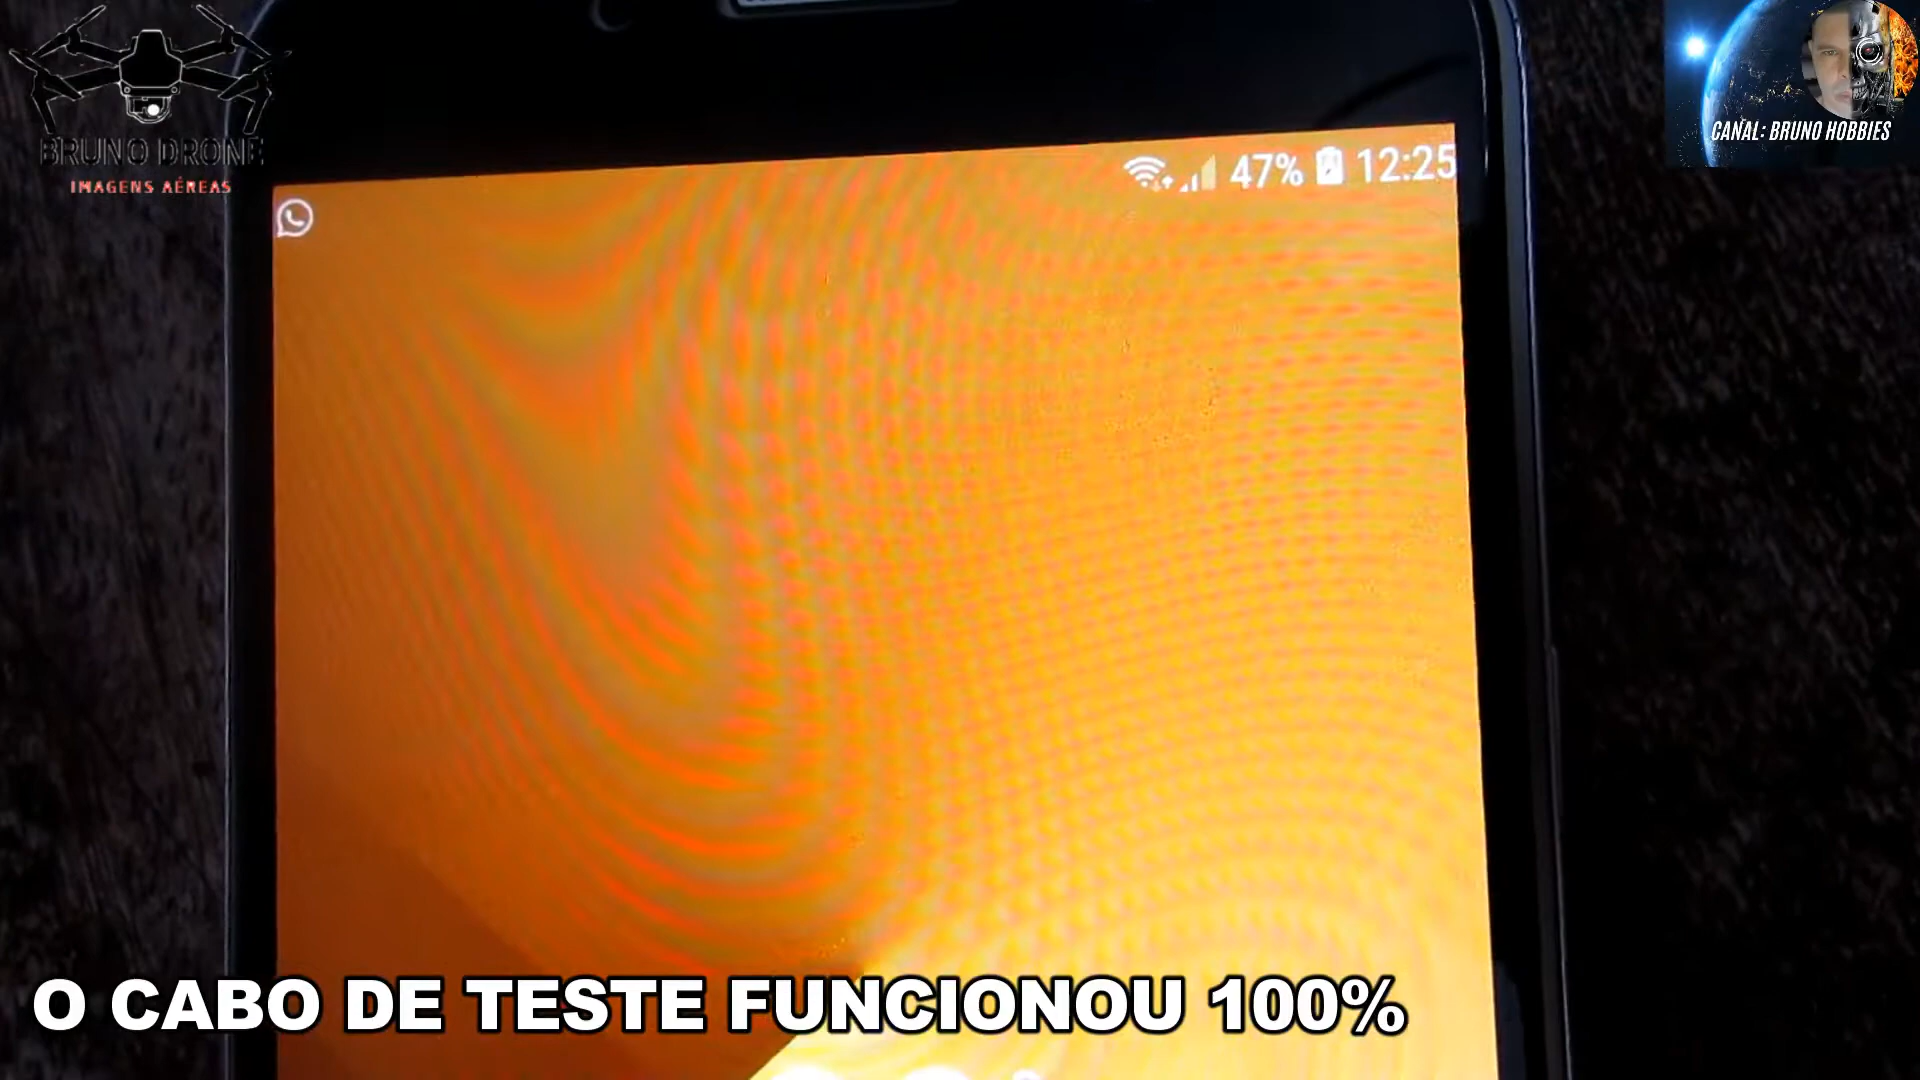 BRUNO DRONE
IMAGENS AÉREAS
CANAL: BRUNO HOBBIES
47% 12:25
O CABO DE TESTE FUNCIONOU 100%